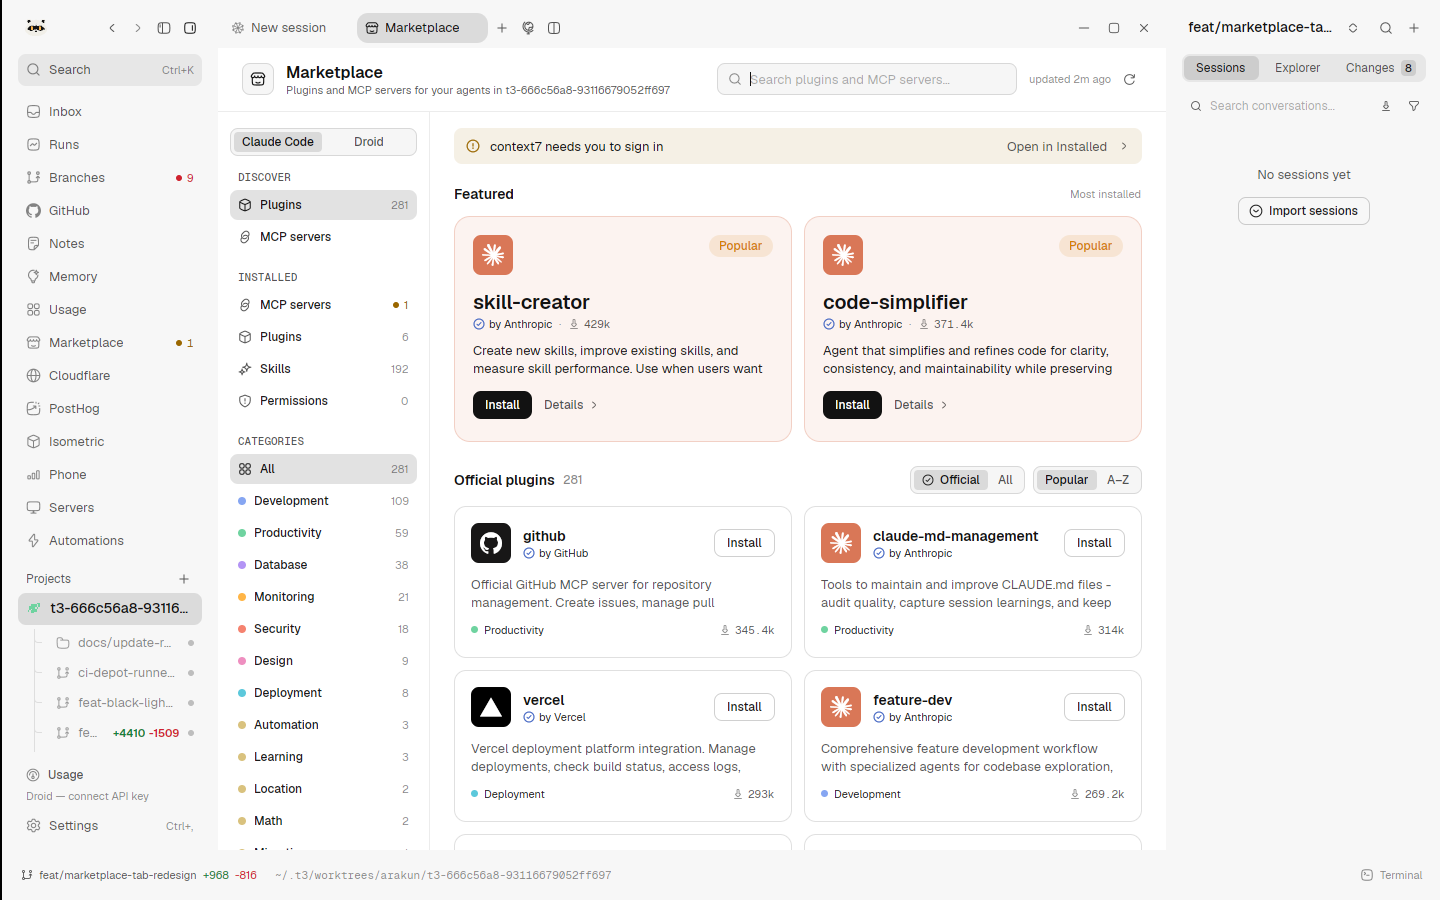 New session
Marketplace
feat/marketplace-ta...
Search
Ctrl+K
Inbox
Runs
Branches
9
GitHub
Notes
Memory
Usage
Marketplace
1
Cloudflare
PostHog
Isometric
Phone
Servers
Automations
Projects
t3-666c56a8-93116...
docs/update-r...
ci-depot-runne...
feat-black-ligh...
fe...
+4410 -1509
Usage
Droid — connect API key
Settings
Ctrl+,
Marketplace
Plugins and MCP servers for your agents in t3-666c56a8-93116679052ff697
Search plugins and MCP servers...
updated 2m ago
Claude Code
Droid
DISCOVER
Plugins
281
MCP servers
INSTALLED
MCP servers
1
Plugins
6
Skills
192
Permissions
0
CATEGORIES
All
281
Development
109
Productivity
59
Database
38
Monitoring
21
Security
18
Design
9
Deployment
8
Automation
3
Learning
3
Location
2
Math
2
context7 needs you to sign in
Open in Installed
Featured
Most installed
Popular
skill-creator
by Anthropic · 429k
Create new skills, improve existing skills, and
measure skill performance. Use when users want
Install
Details
Popular
code-simplifier
by Anthropic · 371.4k
Agent that simplifies and refines code for clarity,
consistency, and maintainability while preserving
Install
Details
Official plugins 281
Official
All
Popular
A–Z
github
by GitHub
Install
Official GitHub MCP server for repository
management. Create issues, manage pull
Productivity
345.4k
claude-md-management
by Anthropic
Install
Tools to maintain and improve CLAUDE.md files -
audit quality, capture session learnings, and keep
Productivity
314k
vercel
by Vercel
Install
Vercel deployment platform integration. Manage
deployments, check build status, access logs,
Deployment
293k
feature-dev
by Anthropic
Install
Comprehensive feature development workflow
with specialized agents for codebase exploration,
Development
269.2k
Sessions
Explorer
Changes
8
Search conversations...
No sessions yet
Import sessions
feat/marketplace-tab-redesign +968 -816
~/.t3/worktrees/arakun/t3-666c56a8-93116679052ff697
Terminal